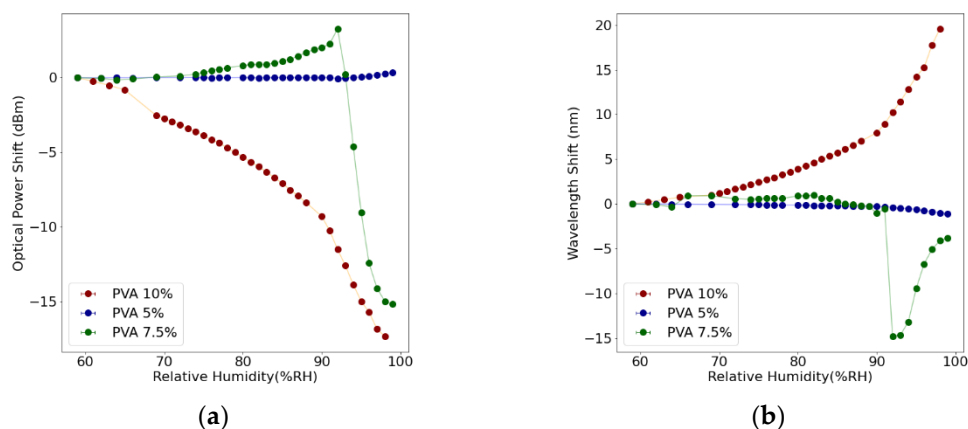 0
−5
−10
−15
Optical Power Shift (dBm)
PVA 10%
PVA 5%
PVA 7.5%
60 70 80 90 100
Relative Humidity(%RH)
(a)
20
15
10
5
0
−5
−10
−15
Wavelength Shift (nm)
PVA 10%
PVA 5%
PVA 7.5%
60 70 80 90 100
Relative Humidity(%RH)
(b)